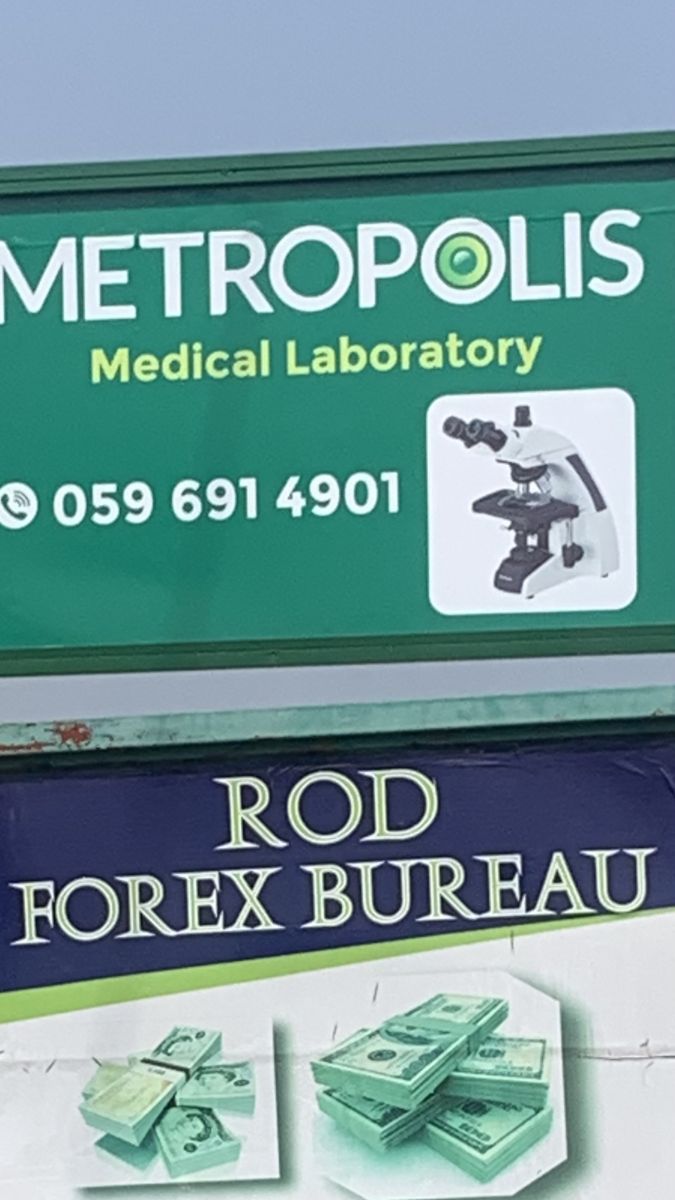 METROPOLIS
Medical Laboratory
059 691 4901
ROD
FOREX BUREAU